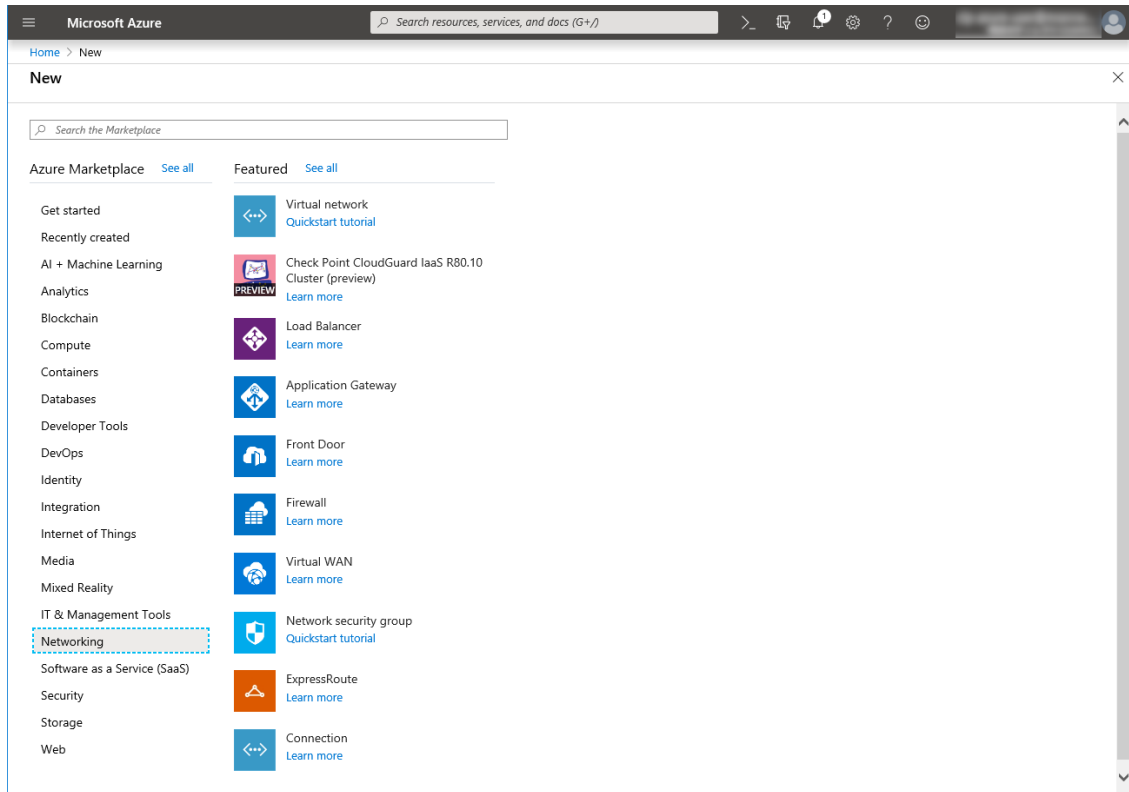 Microsoft Azure
Search resources, services, and docs (G+/)
1
Home > New
New
Search the Marketplace
Azure Marketplace See all
Get started
Recently created
AI + Machine Learning
Analytics
Blockchain
Compute
Containers
Databases
Developer Tools
DevOps
Identity
Integration
Internet of Things
Media
Mixed Reality
IT & Management Tools
Networking
Software as a Service (SaaS)
Security
Storage
Web
Featured See all
Virtual network
Quickstart tutorial
PREVIEW
Check Point CloudGuard IaaS R80.10
Cluster (preview)
Learn more
Load Balancer
Learn more
Application Gateway
Learn more
Front Door
Learn more
Firewall
Learn more
Virtual WAN
Learn more
Network security group
Quickstart tutorial
ExpressRoute
Learn more
Connection
Learn more